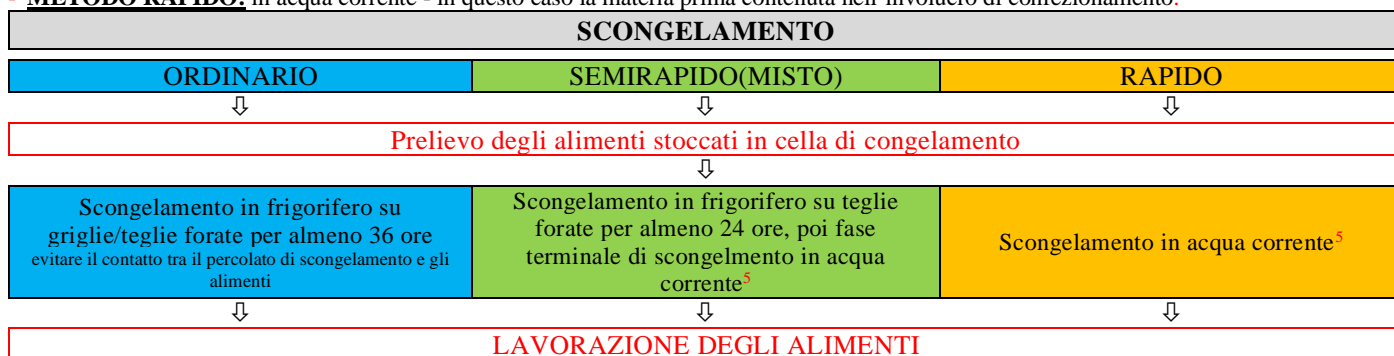 METODO RAPIDO: in acqua corrente - in questo caso la materia prima contenuta nell'involucro di confezionamento.
SCONGELAMENTO
ORDINARIO SEMIRAPIDO(MISTO) RAPIDO
⇩ ⇩ ⇩
Prelievo degli alimenti stoccati in cella di congelamento
⇩
Scongelamento in frigorifero su
griglie/teglie forate per almeno 36 ore
evitare il contatto tra il percolato di scongelamento e gli
alimenti
Scongelamento in frigorifero su teglie
forate per almeno 24 ore, poi fase
terminale di scongelmento in acqua
corrente5
Scongelamento in acqua corrente5
⇩ ⇩ ⇩
LAVORAZIONE DEGLI ALIMENTI